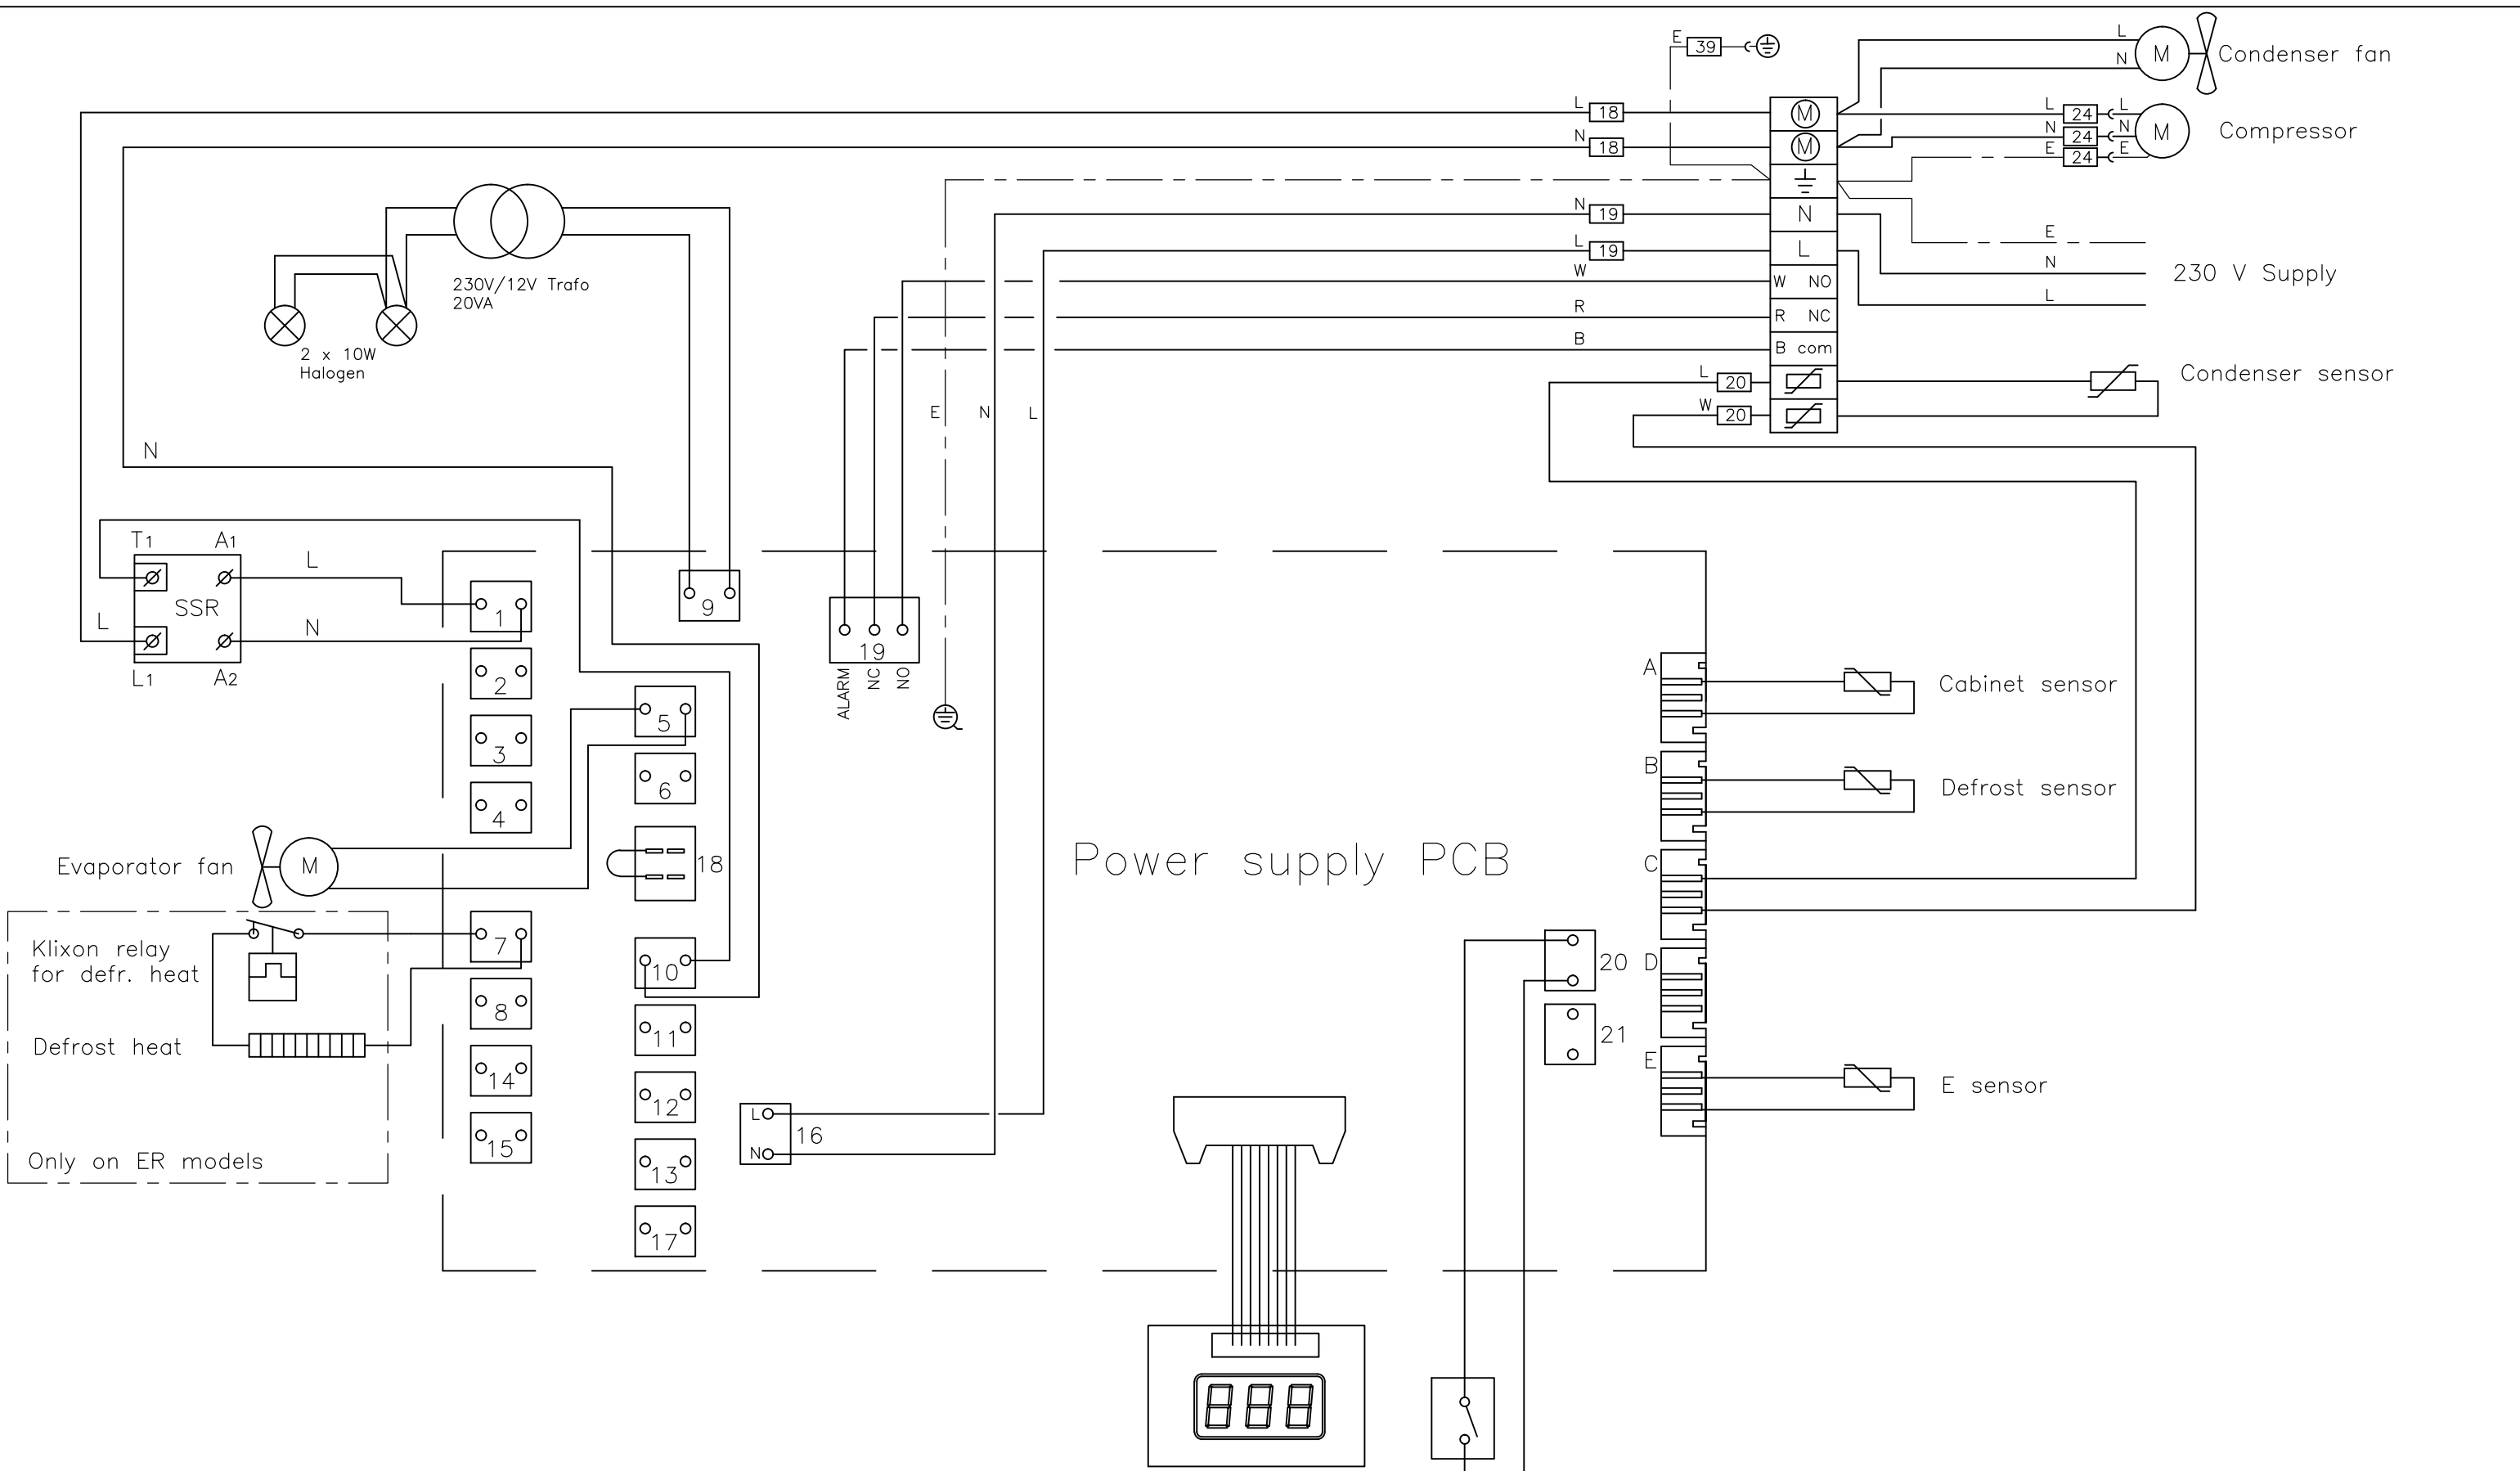 E 39
L
N
M
Condenser fan
L 18
M
L 24 L
M
Compressor
N 18
M
N 24 N
E 24 E
N 19
N
L 19
L
E
N
L
230 V Supply
W
W NO
R
R NC
B
B com
230V/12V Trafo
20VA
2 x 10W
Halogen
L 20
W 20
Condenser sensor
E
N
L
N
T1
A1
L
SSR
L
N
L1
A2
1
2
3
4
5
6
9
19
ALARM
NC
NO
A
Cabinet sensor
B
Defrost sensor
Power supply PCB
C
18
Evaporator fan
M
Klixon relay
for defr. heat
Defrost heat
Only on ER models
7
8
14
15
10
11
12
13
17
L
N
16
20
21
D
E
E sensor
888